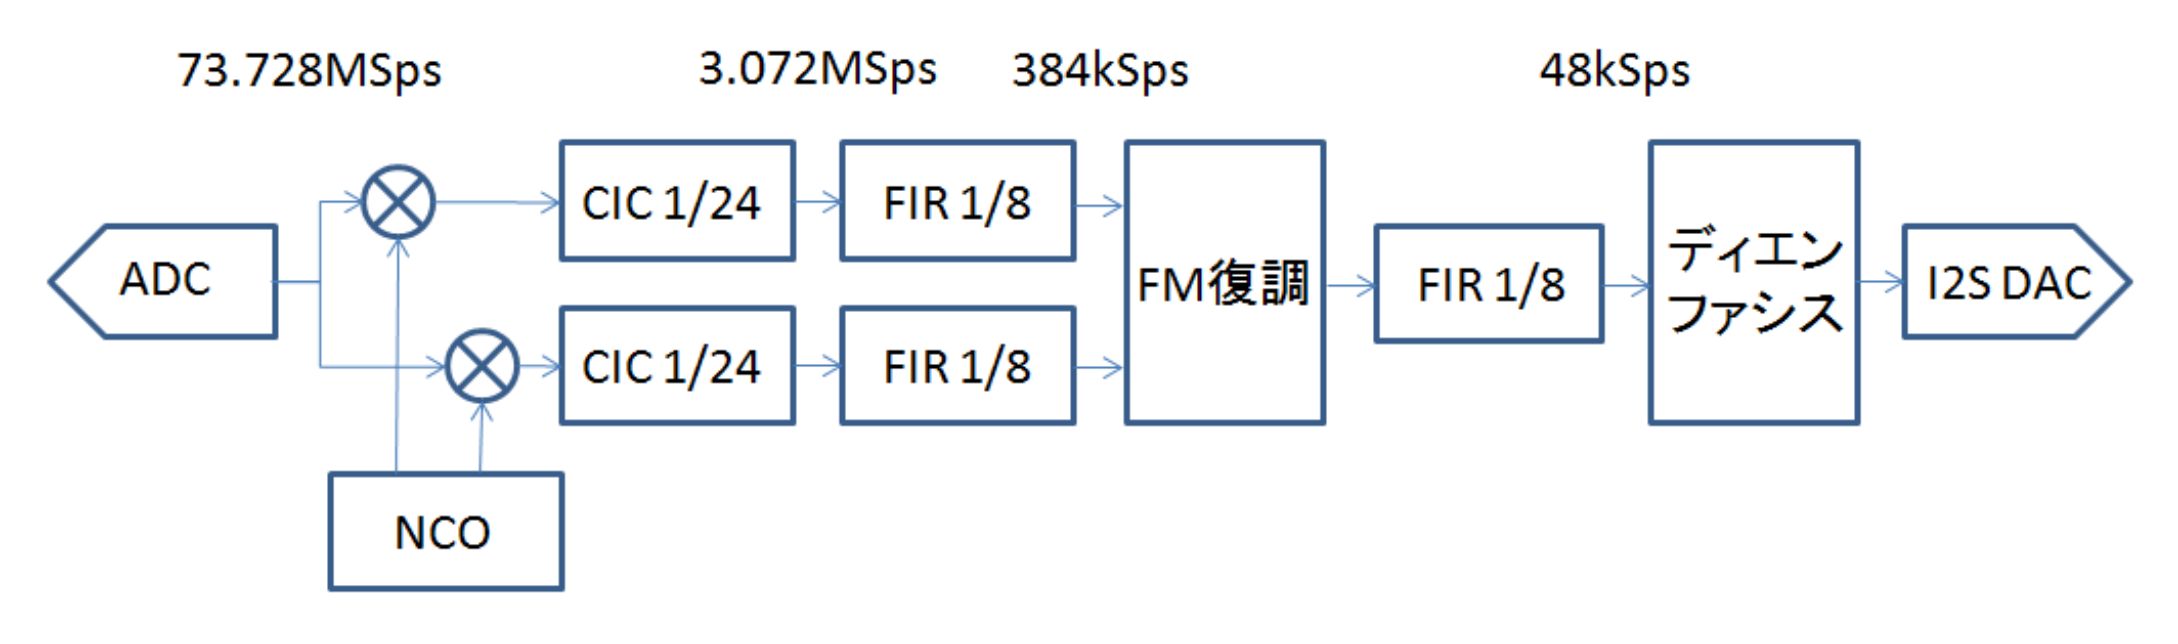 73.728MSps
3.072MSps
384kSps
48kSps
ADC
CIC 1/24
FIR 1/8
CIC 1/24
FIR 1/8
NCO
FM復調
FIR 1/8
ディエン
ファシス
I2S DAC